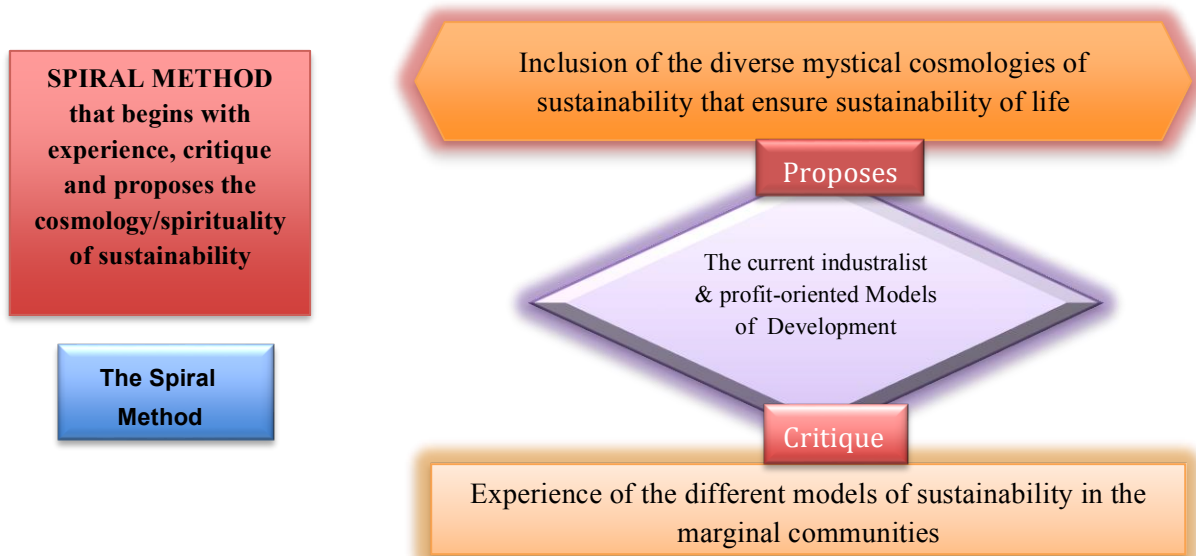 SPIRAL METHOD
that begins with
experience, critique
and proposes the
cosmology/spirituality
of sustainability
The Spiral
Method
Inclusion of the diverse mystical cosmologies of
sustainability that ensure sustainability of life
Proposes
The current industralist
& profit-oriented Models
of Development
Critique
Experience of the different models of sustainability in the
marginal communities